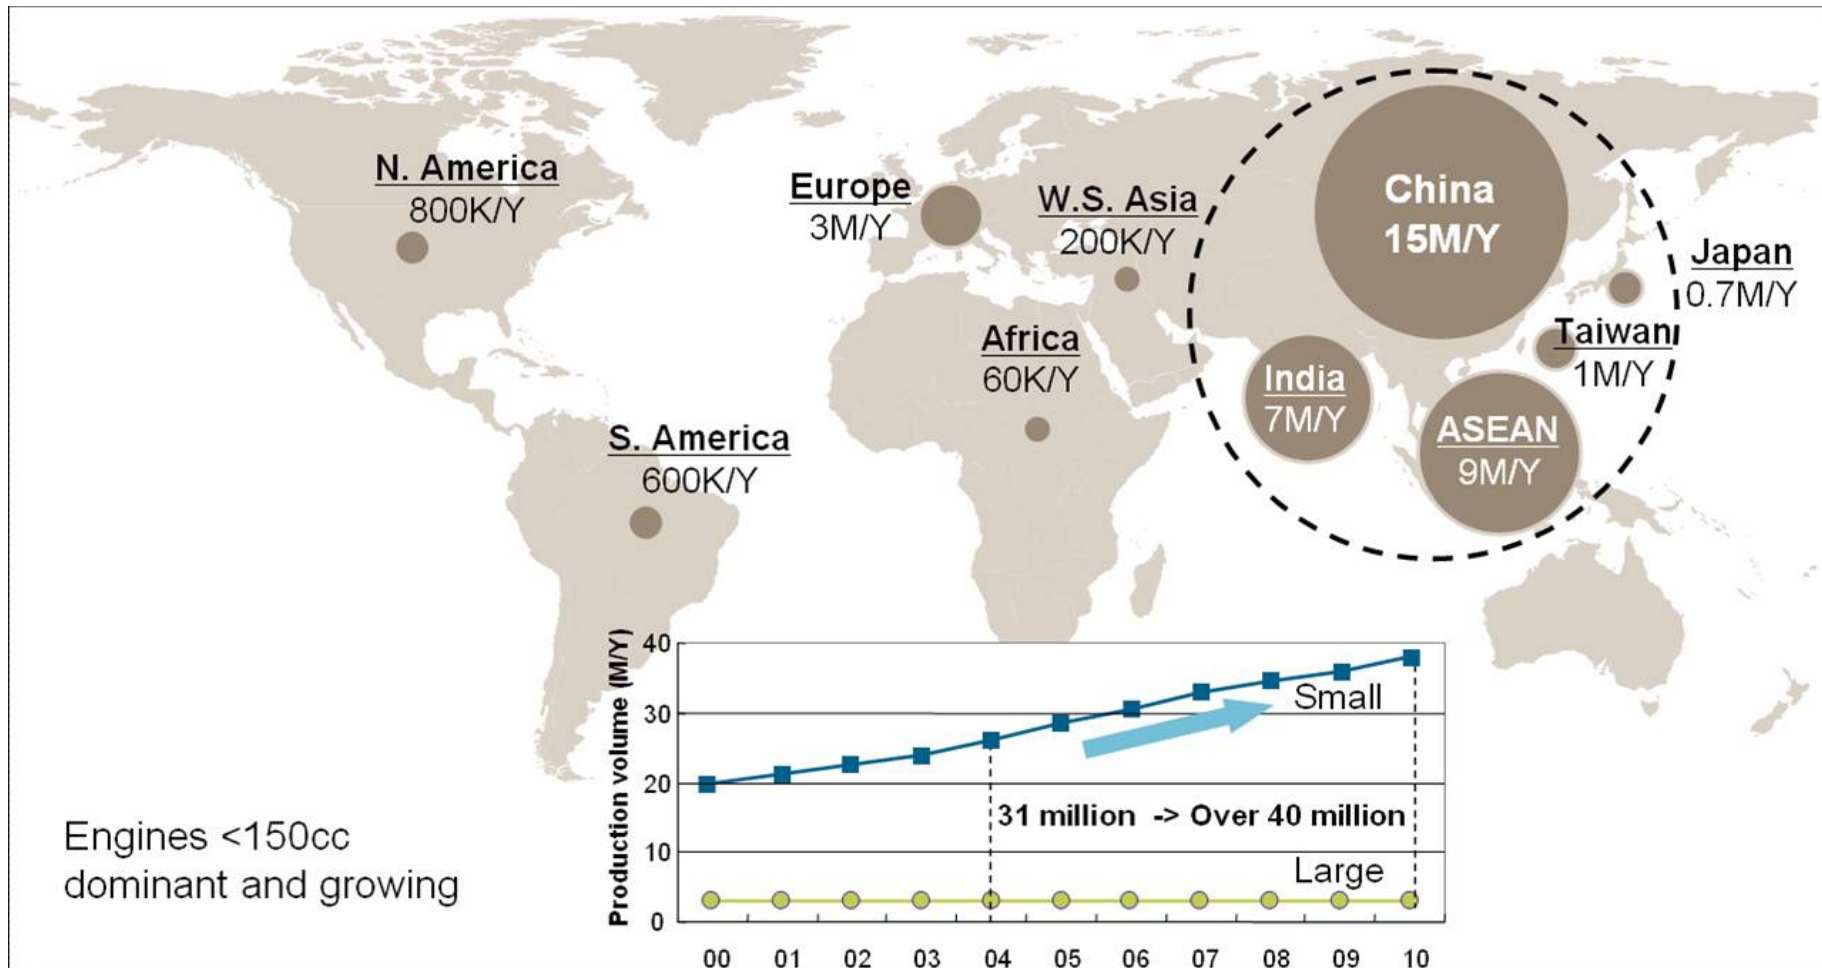 N. America
800K/Y
Europe
3M/Y
W.S. Asia
200K/Y
China
15M/Y
Japan
0.7M/Y
Taiwan
1M/Y
Africa
60K/Y
India
7M/Y
ASEAN
9M/Y
S. America
600K/Y
Engines <150cc
dominant and growing
Production volume (M/Y)
40
30
20
10
0
Small
31 million -> Over 40 million
Large
00 01 02 03 04 05 06 07 08 09 10